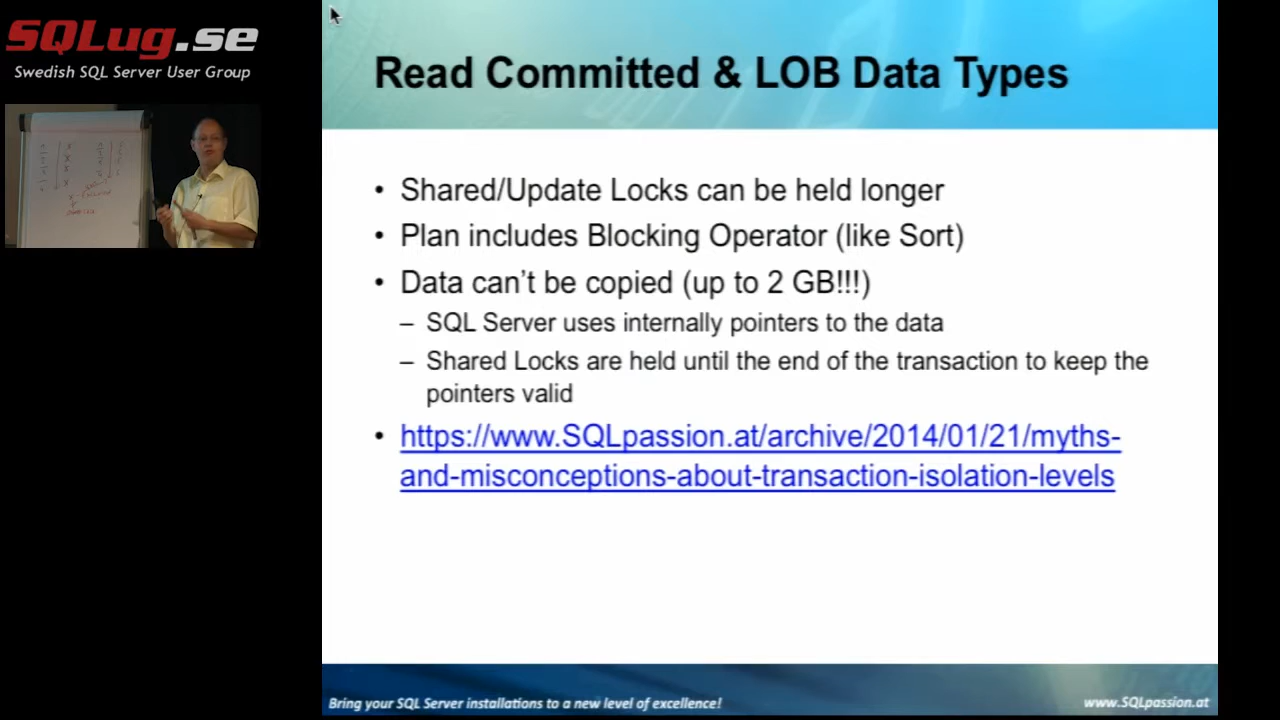 SQLug.se
Swedish SQL Server User Group
Read Committed & LOB Data Types
• Shared/Update Locks can be held longer
• Plan includes Blocking Operator (like Sort)
• Data can't be copied (up to 2 GB!!!)
– SQL Server uses internally pointers to the data
– Shared Locks are held until the end of the transaction to keep the
pointers valid
• https://www.SQLpassion.at/archive/2014/01/21/myths-
and-misconceptions-about-transaction-isolation-levels
Bring your SQL Server installations to a new level of excellence!
www.SQLpassion.at